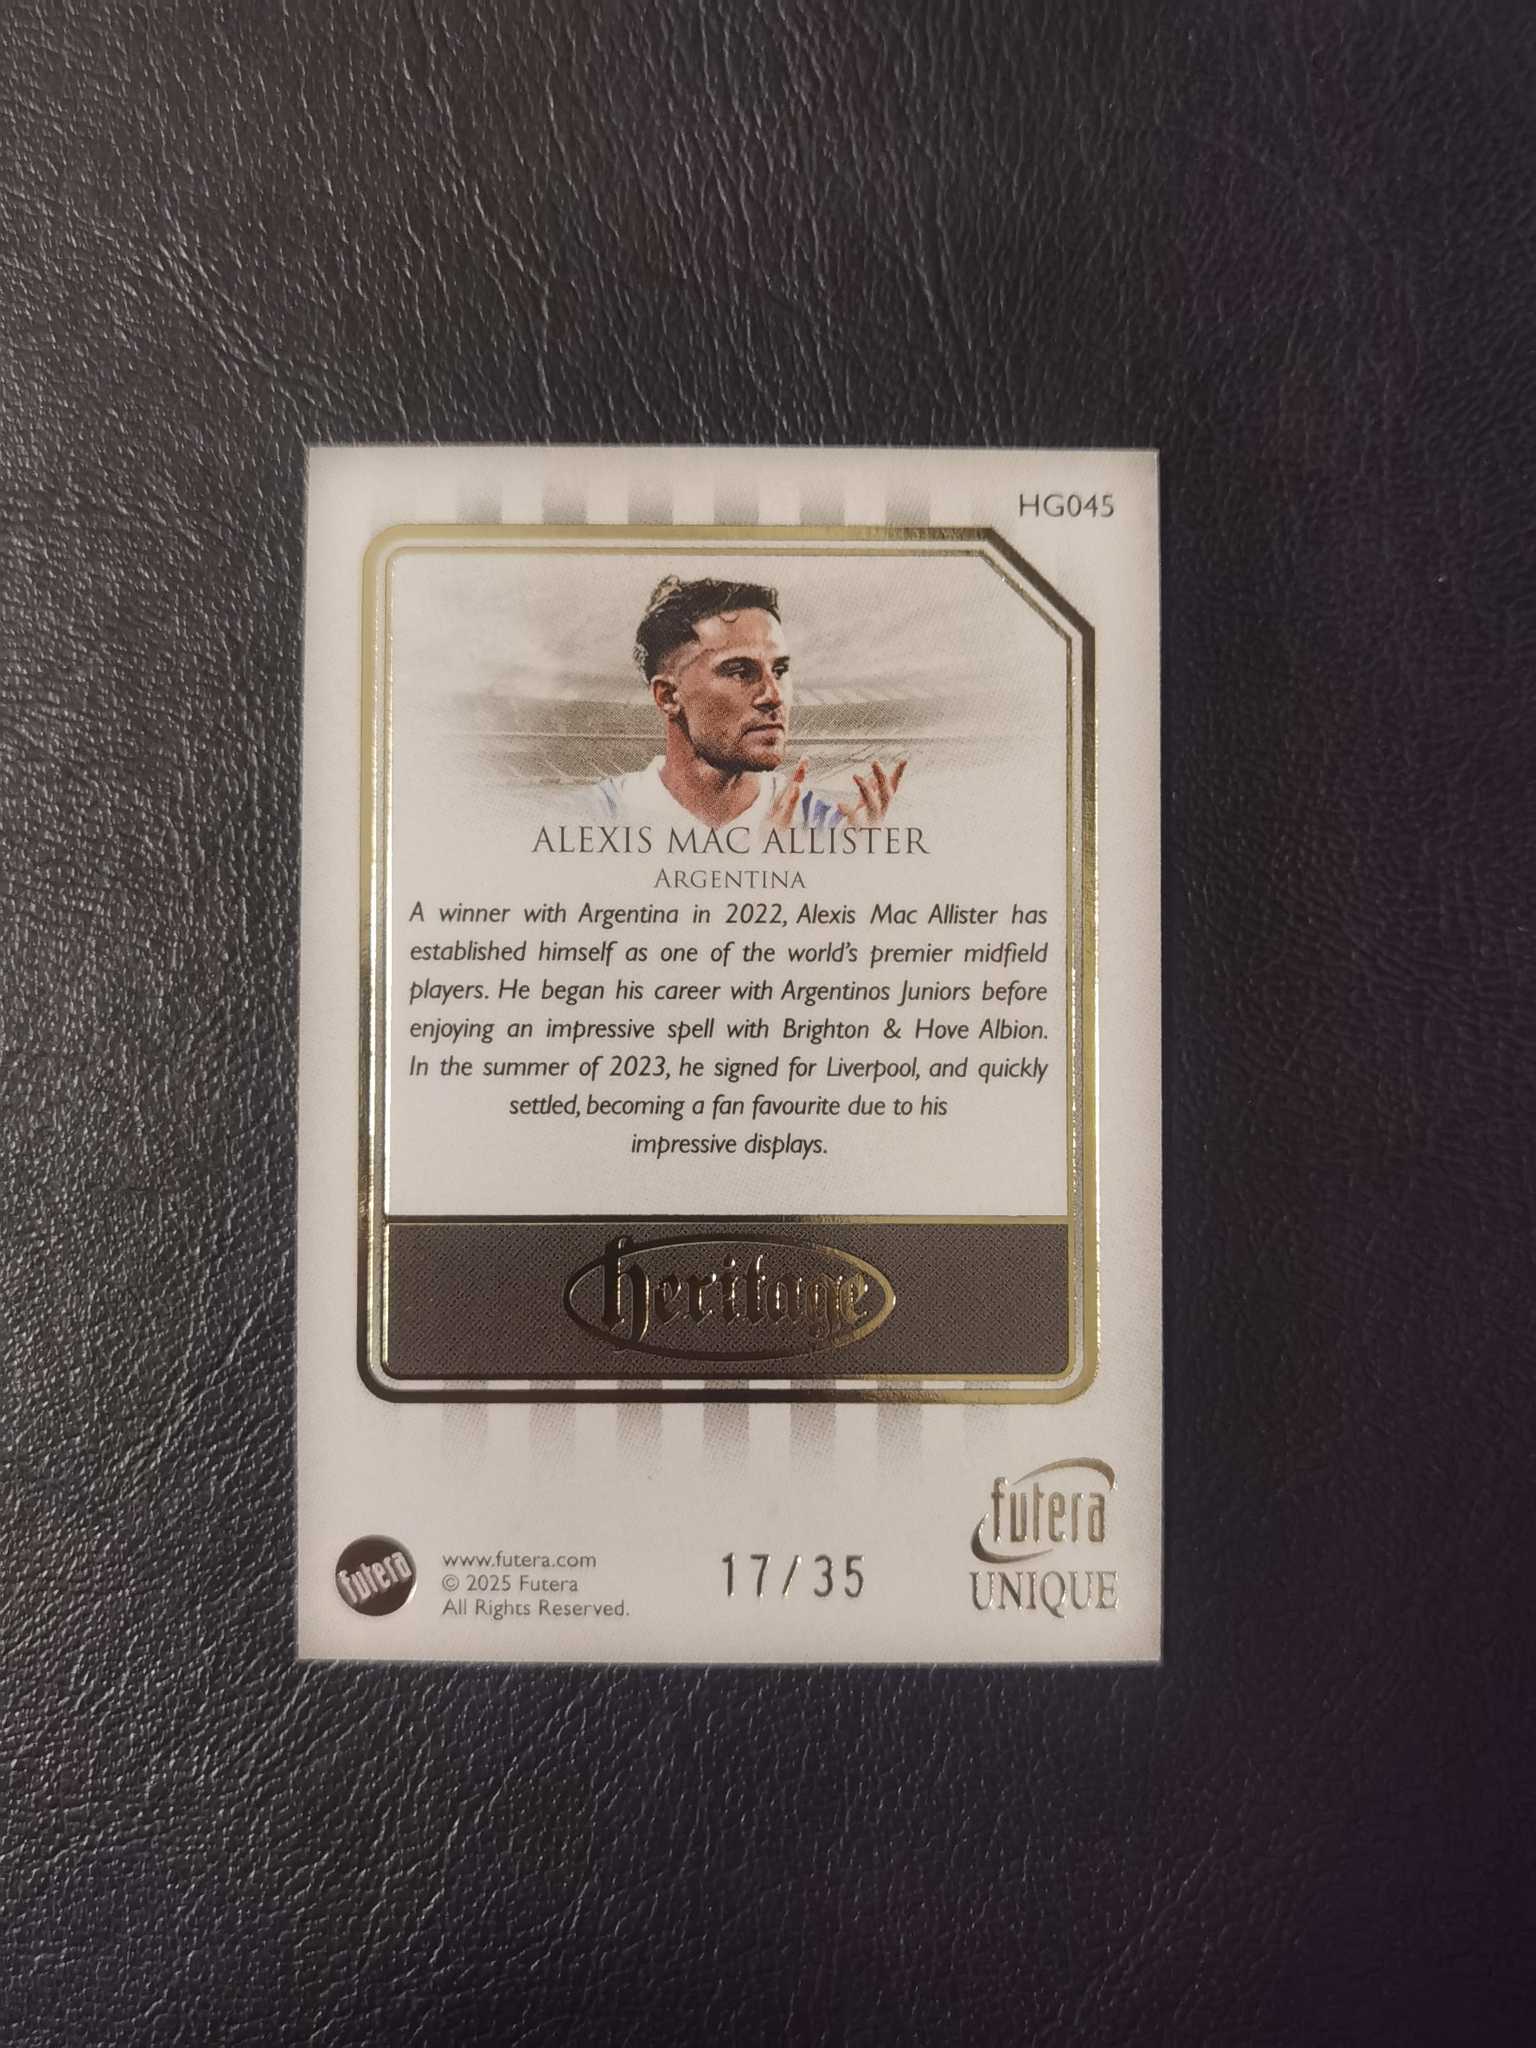 HG045
ALEXIS MAC ALLISTER
ARGENTINA
A winner with Argentina in 2022, Alexis Mac Allister has
established himself as one of the world's premier midfield
players. He began his career with Argentinos Juniors before
enjoying an impressive spell with Brighton & Hove Albion.
In the summer of 2023, he signed for Liverpool, and quickly
settled, becoming a fan favourite due to his
impressive displays.
heritage
futera
www.futera.com
© 2025 Futera
All Rights Reserved.
17/35
futera
UNIQUE